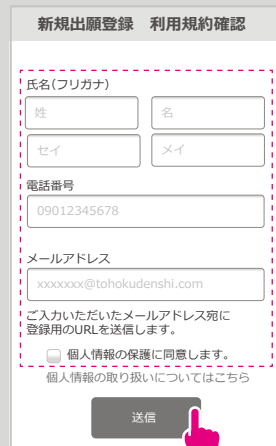 新規出願登録 利用規約確認
氏名(フリガナ)
姓 名
セイ メイ
電話番号
09012345678
メールアドレス
xxxxxxx@tohokudenshi.com
ご入力いただいたメールアドレス宛に
登録用のURLを送信します。
個人情報の保護に同意します。
個人情報の取り扱いについてはこちら
送信